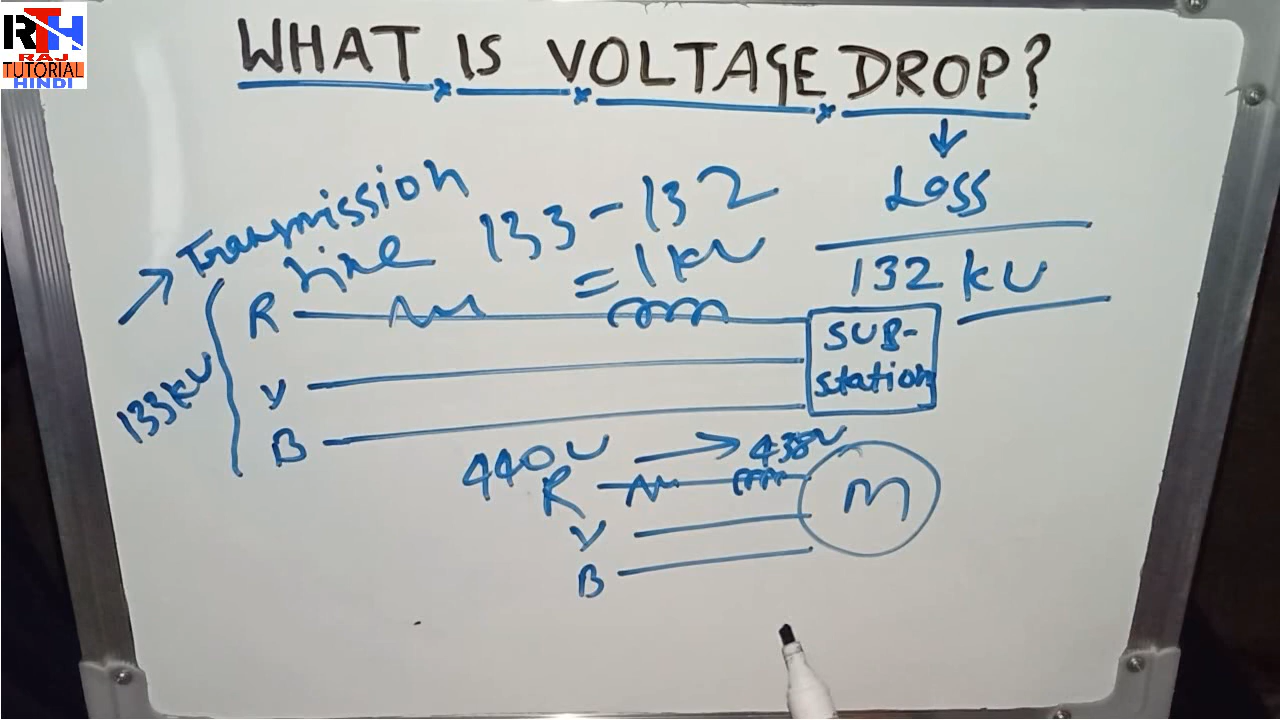 RTH
RAJ
TUTORIAL
HINDI
WHAT IS VOLTAGE DROP?
Loss
Transmission
line
133-132
= 1kV
132 kV
133kV
R
Y
B
SUB-
station
440V
438V
R
Y
B
M